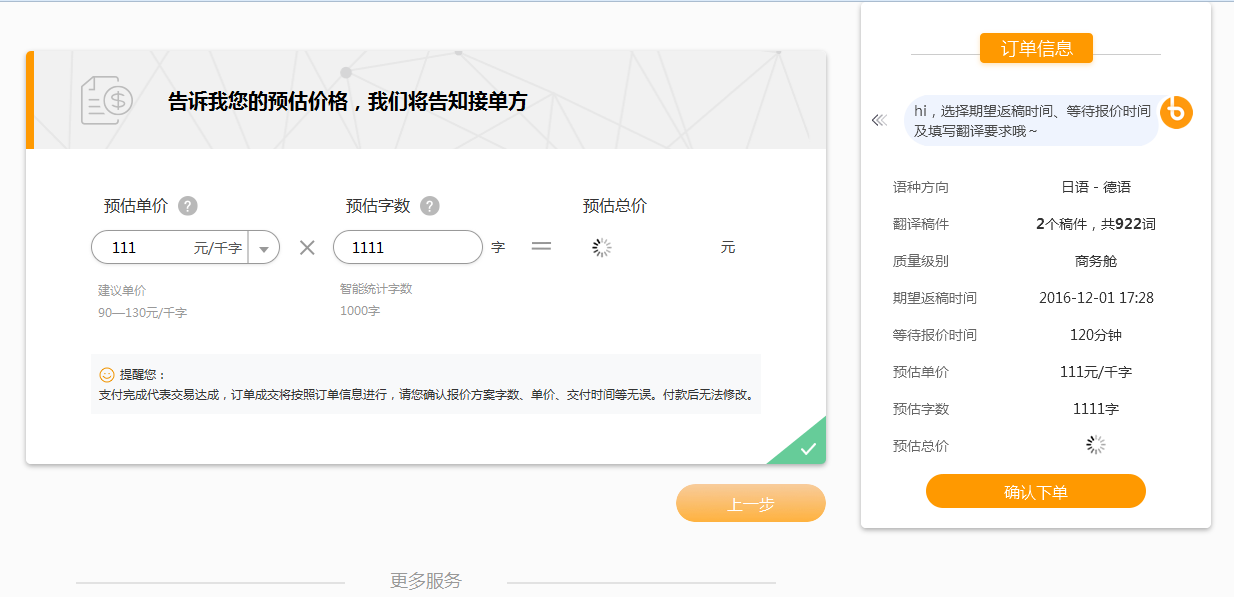 告诉我您的预估价格，我们将告知接单方
预估单价 ?
预估字数 ?
预估总价
111 元/千字
1111 字
元
建议单价
90—130元/千字
智能统计字数
1000字
提醒您：
支付完成代表交易达成，订单成交将按照订单信息进行，请您确认报价方案字数、单价、交付时间等无误。付款后无法修改。
上一步
更多服务
订单信息
hi，选择期望返稿时间、等待报价时间
及填写翻译要求哦～
语种方向 日语 - 德语
翻译稿件 2个稿件，共922词
质量级别 商务舱
期望返稿时间 2016-12-01 17:28
等待报价时间 120分钟
预估单价 111元/千字
预估字数 1111字
预估总价
确认下单